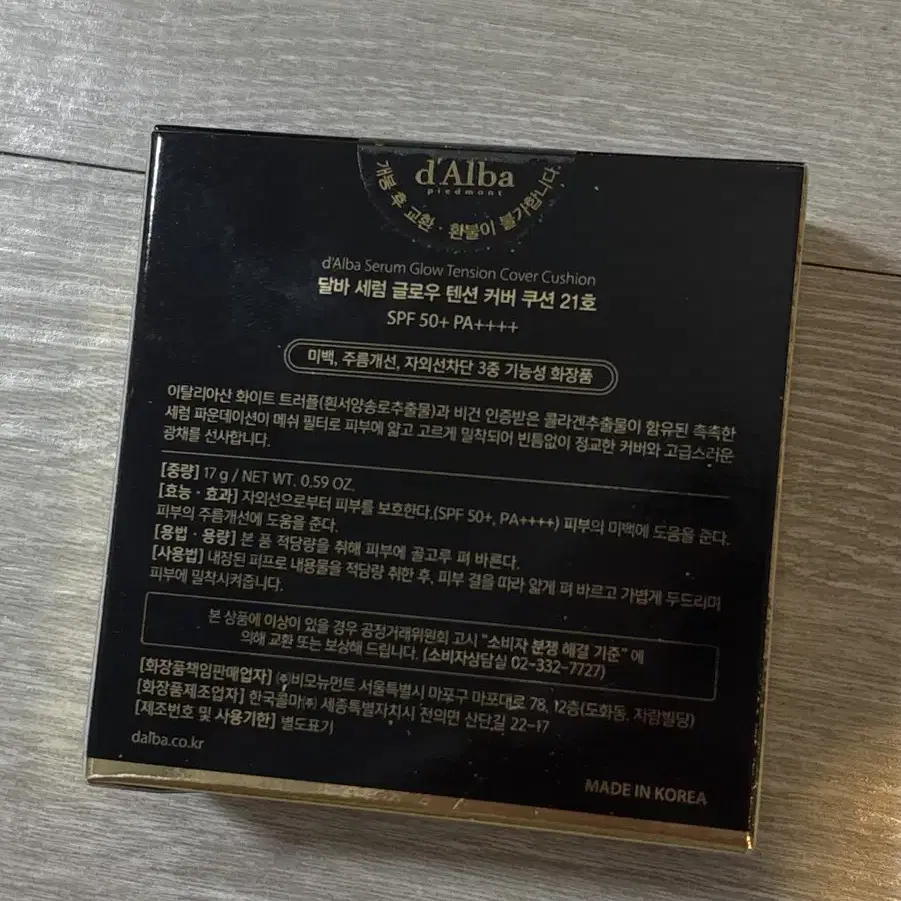 d'Alba
piedmont
개봉 후 교환 · 환불이 불가합니다.
d'Alba Serum Glow Tension Cover Cushion
달바 세럼 글로우 텐션 커버 쿠션 21호
SPF 50+ PA++++
미백, 주름개선, 자외선차단 3중 기능성 화장품
이탈리아산 화이트 트러플(흰서양송로추출물)과 비건 인증받은 콜라겐추출물이 함유된 촉촉한
세럼 파운데이션이 메쉬 필터로 피부에 얇고 고르게 밀착되어 빈틈없이 정교한 커버와 고급스러운
광채를 선사합니다.
[중량] 17 g / NET WT. 0.59 OZ.
[효능 · 효과] 자외선으로부터 피부를 보호한다.(SPF 50+, PA++++) 피부의 미백에 도움을 준다.
피부의 주름개선에 도움을 준다.
[용법 · 용량] 본 품 적당량을 취해 피부에 골고루 펴 바른다.
[사용법] 내장된 퍼프로 내용물을 적당량 취한 후, 피부 결을 따라 얇게 펴 바르고 가볍게 두드리며
피부에 밀착시켜줍니다.
본 상품에 이상이 있을 경우 공정거래위원회 고시 "소비자 분쟁 해결 기준"에
의해 교환 또는 보상해 드립니다. (소비자상담실 02-332-7727)
[화장품책임판매업자] ㈜비모뉴먼트 서울특별시 마포구 마포대로 78, 12층(도화동, 자람빌딩)
[화장품제조업자] 한국콜마㈜ 세종특별자치시 전의면 산단길 22-17
[제조번호 및 사용기한] 별도표기
dalba.co.kr
MADE IN KOREA